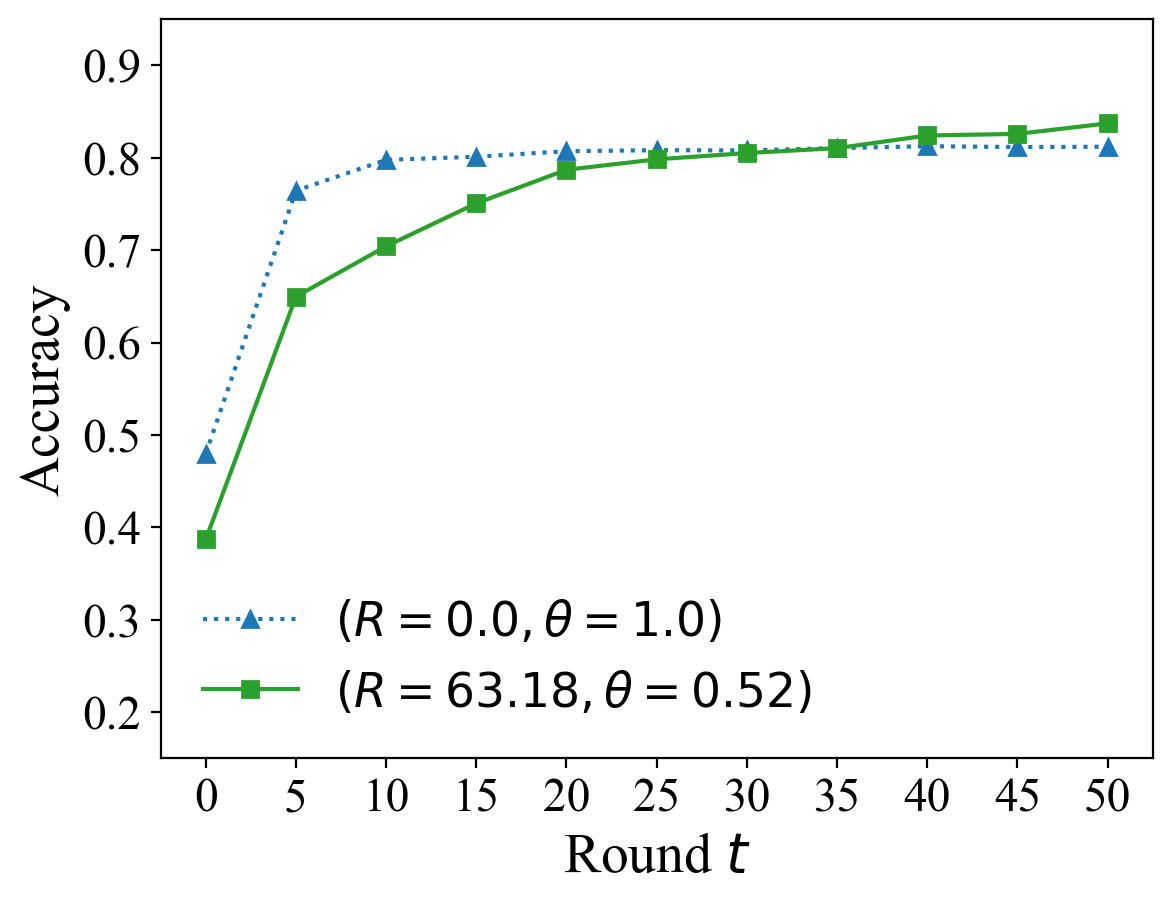 0.9
0.8
0.7
0.6
0.5
0.4
0.3
0.2
Accuracy
(R = 0.0, θ = 1.0)
(R = 63.18, θ = 0.52)
0 5 10 15 20 25 30 35 40 45 50
Round t